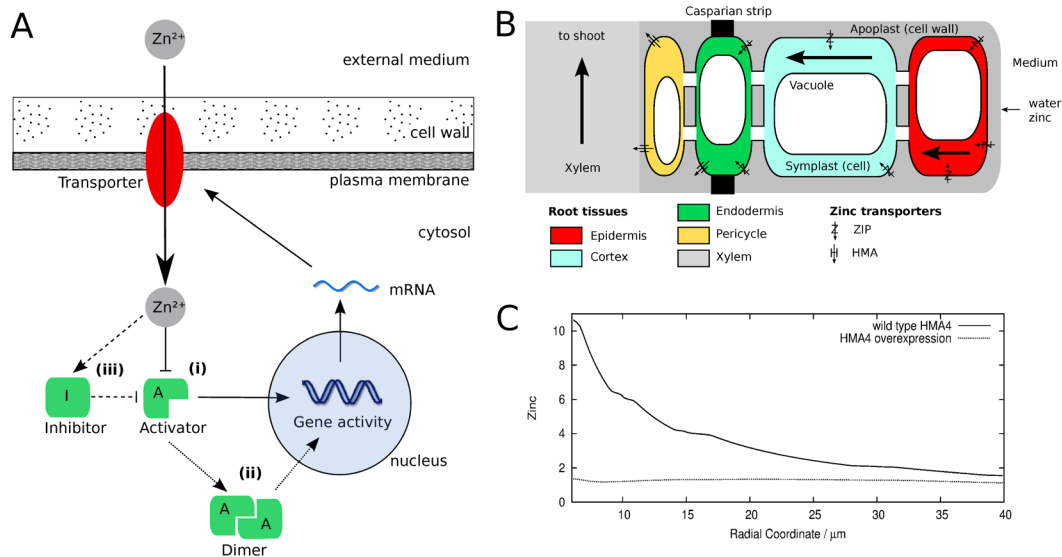 A
Zn²⁺
external medium
cell wall
plasma membrane
Transporter
cytosol
mRNA
Zn²⁺
(iii)
(i)
I
A
Inhibitor
Activator
Gene activity
nucleus
(ii)
A
A
Dimer
B
Casparian strip
to shoot
Apoplast (cell wall)
Z
Medium
Vacuole
water
zinc
Xylem
Symplast (cell)
Z
Root tissues
Epidermis
Cortex
Endodermis
Pericycle
Xylem
Zinc transporters
Z
ZIP
H
HMA
C
wild type HMA4
HMA4 overexpression
Zinc
10
8
6
4
2
0
10
15
20
25
30
35
40
Radial Coordinate / μm